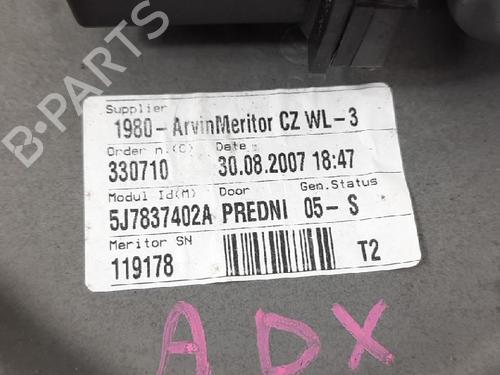 B-PARTS
Supplier
1980-ArvinMeritor CZ WL-3
Order n.(C) Date
330710 30.08.2007 18:47
Modul Id(M) Door Gen.Status
5J7837402A PREDNI 05-S
Meritor SN
119178 T2
ADX